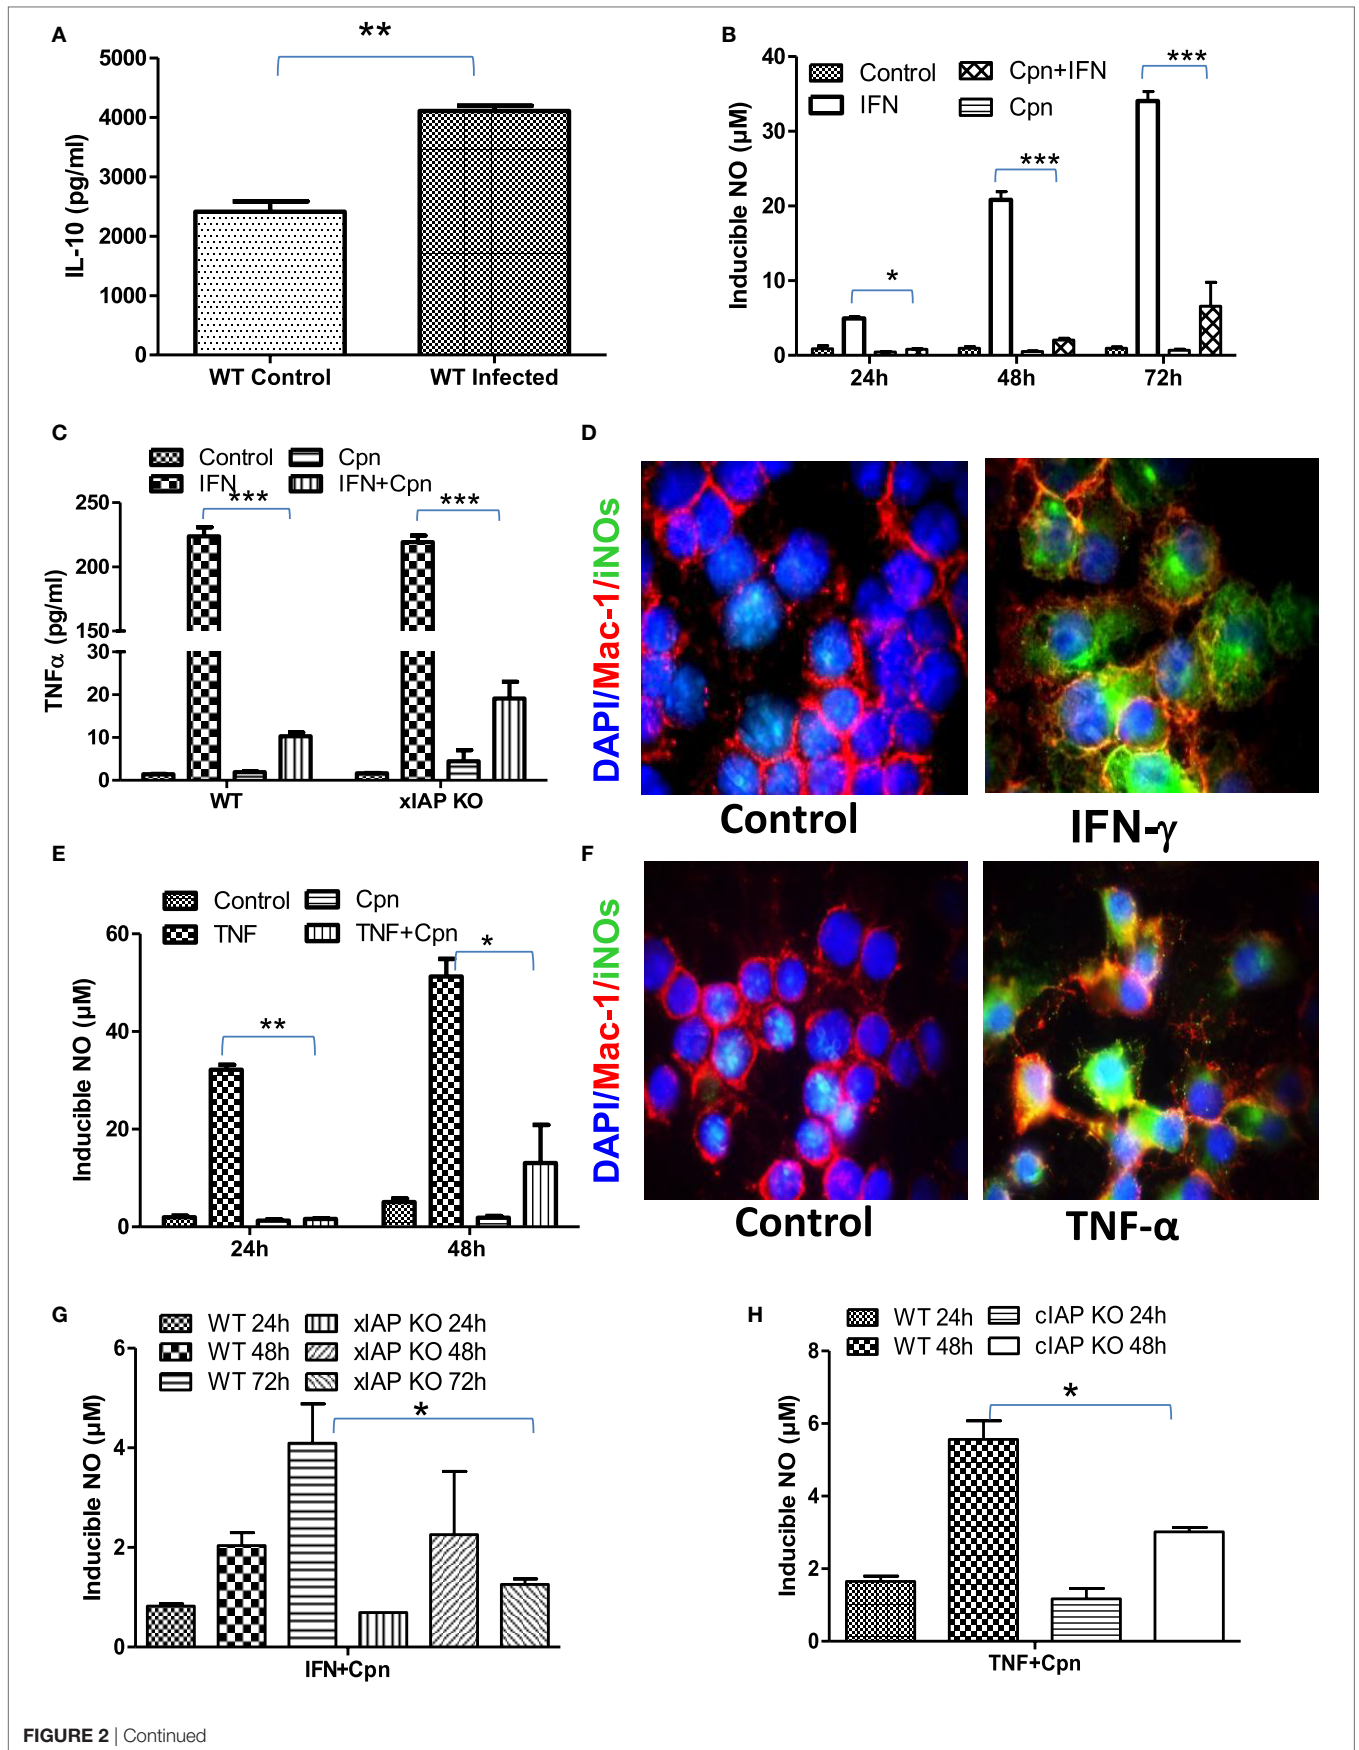 A
**
IL-10 (pg/ml)
5000
4000
3000
2000
1000
0
WT Control
WT Infected
B
Control
Cpn+IFN
IFN
Cpn
Inducible NO (µM)
40
30
20
10
0
*
***
***
24h
48h
72h
C
Control
Cpn
IFN
IFN+Cpn
***
***
TNFα (pg/ml)
250
200
150
30
20
10
0
WT
xIAP KO
D
DAPI/Mac-1/iNOs
Control
IFN-γ
E
Control
Cpn
TNF
TNF+Cpn
Inducible NO (µM)
60
40
20
0
**
*
24h
48h
F
DAPI/Mac-1/iNOs
Control
TNF-α
G
WT 24h
xIAP KO 24h
WT 48h
xIAP KO 48h
WT 72h
xIAP KO 72h
Inducible NO (µM)
6
4
2
0
*
IFN+Cpn
H
WT 24h
cIAP KO 24h
WT 48h
cIAP KO 48h
Inducible NO (µM)
8
6
4
2
0
*
TNF+Cpn
FIGURE 2 | Continued